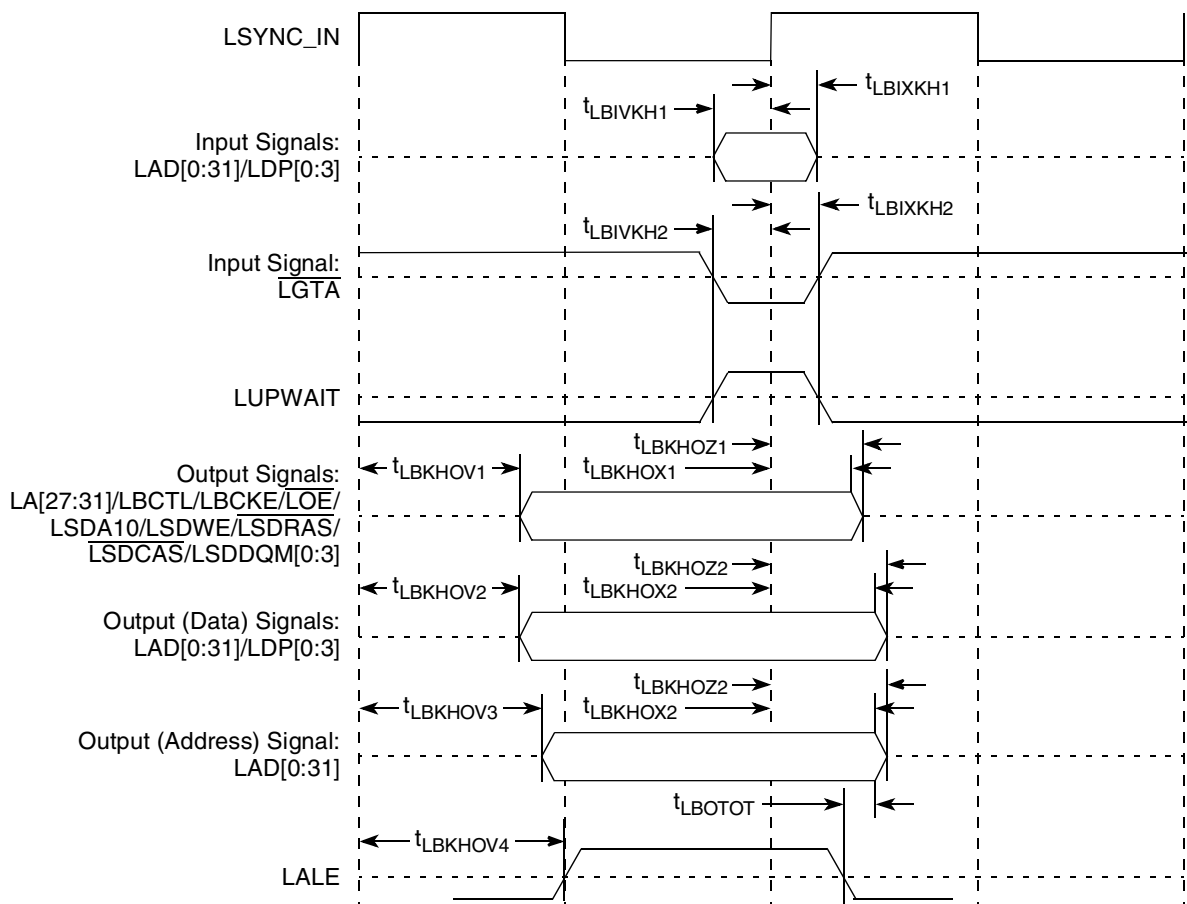 LSYNC_IN
tLBIXKH1
tLBIVKH1
Input Signals:
LAD[0:31]/LDP[0:3]
tLBIXKH2
tLBIVKH2
Input Signal:
LGTA
LUPWAIT
tLBKHOZ1
Output Signals:
tLBKHOV1
tLBKHOX1
LA[27:31]/LBCTL/LBCKE/LOE/
LSDA10/LSDWE/LSDRAS/
LSDCAS/LSDDQM[0:3]
tLBKHOZ2
tLBKHOV2
tLBKHOX2
Output (Data) Signals:
LAD[0:31]/LDP[0:3]
tLBKHOZ2
tLBKHOV3
tLBKHOX2
Output (Address) Signal:
LAD[0:31]
tLBOTOT
tLBKHOV4
LALE